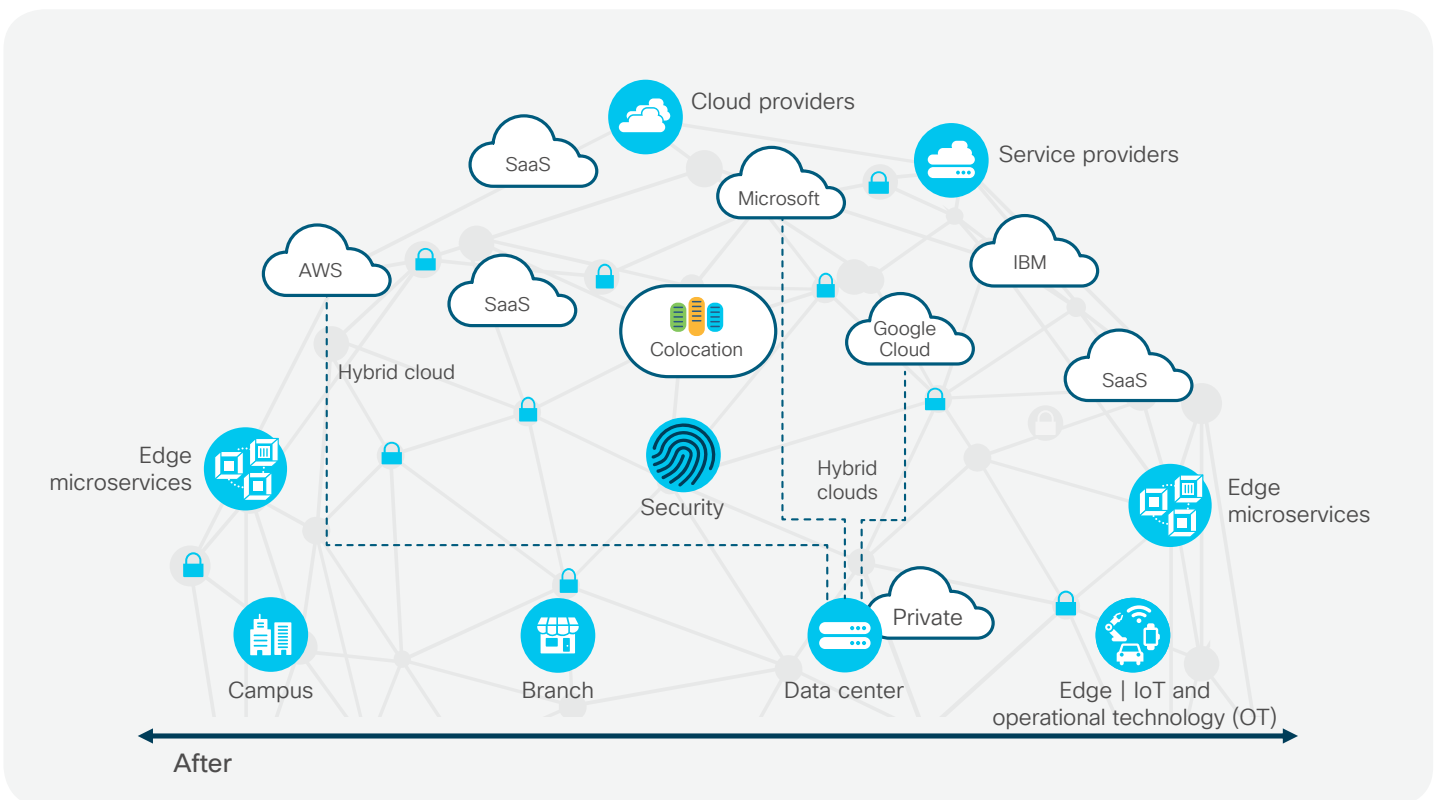 Cloud providers
SaaS
Service providers
Microsoft
AWS
IBM
SaaS
Colocation
Google
Cloud
Hybrid cloud
SaaS
Edge
microservices
Security
Hybrid
clouds
Edge
microservices
Private
Campus
Branch
Data center
Edge | IoT and
operational technology (OT)
After